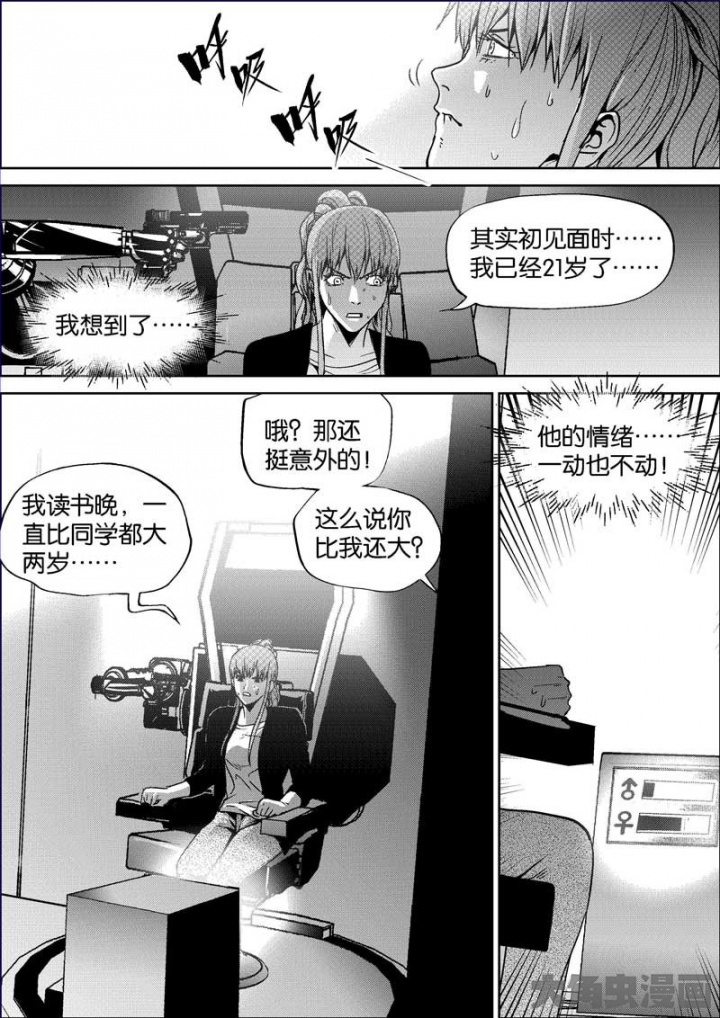 呼吸
呼吸
其实初见面时……
我已经21岁了……
我想到了……
他的情绪……
一动也不动！
哦？那还
挺意外的！
这么说你
比我还大？
我读书晚，一
直比同学都大
两岁……
♂
♀
大角虫漫画